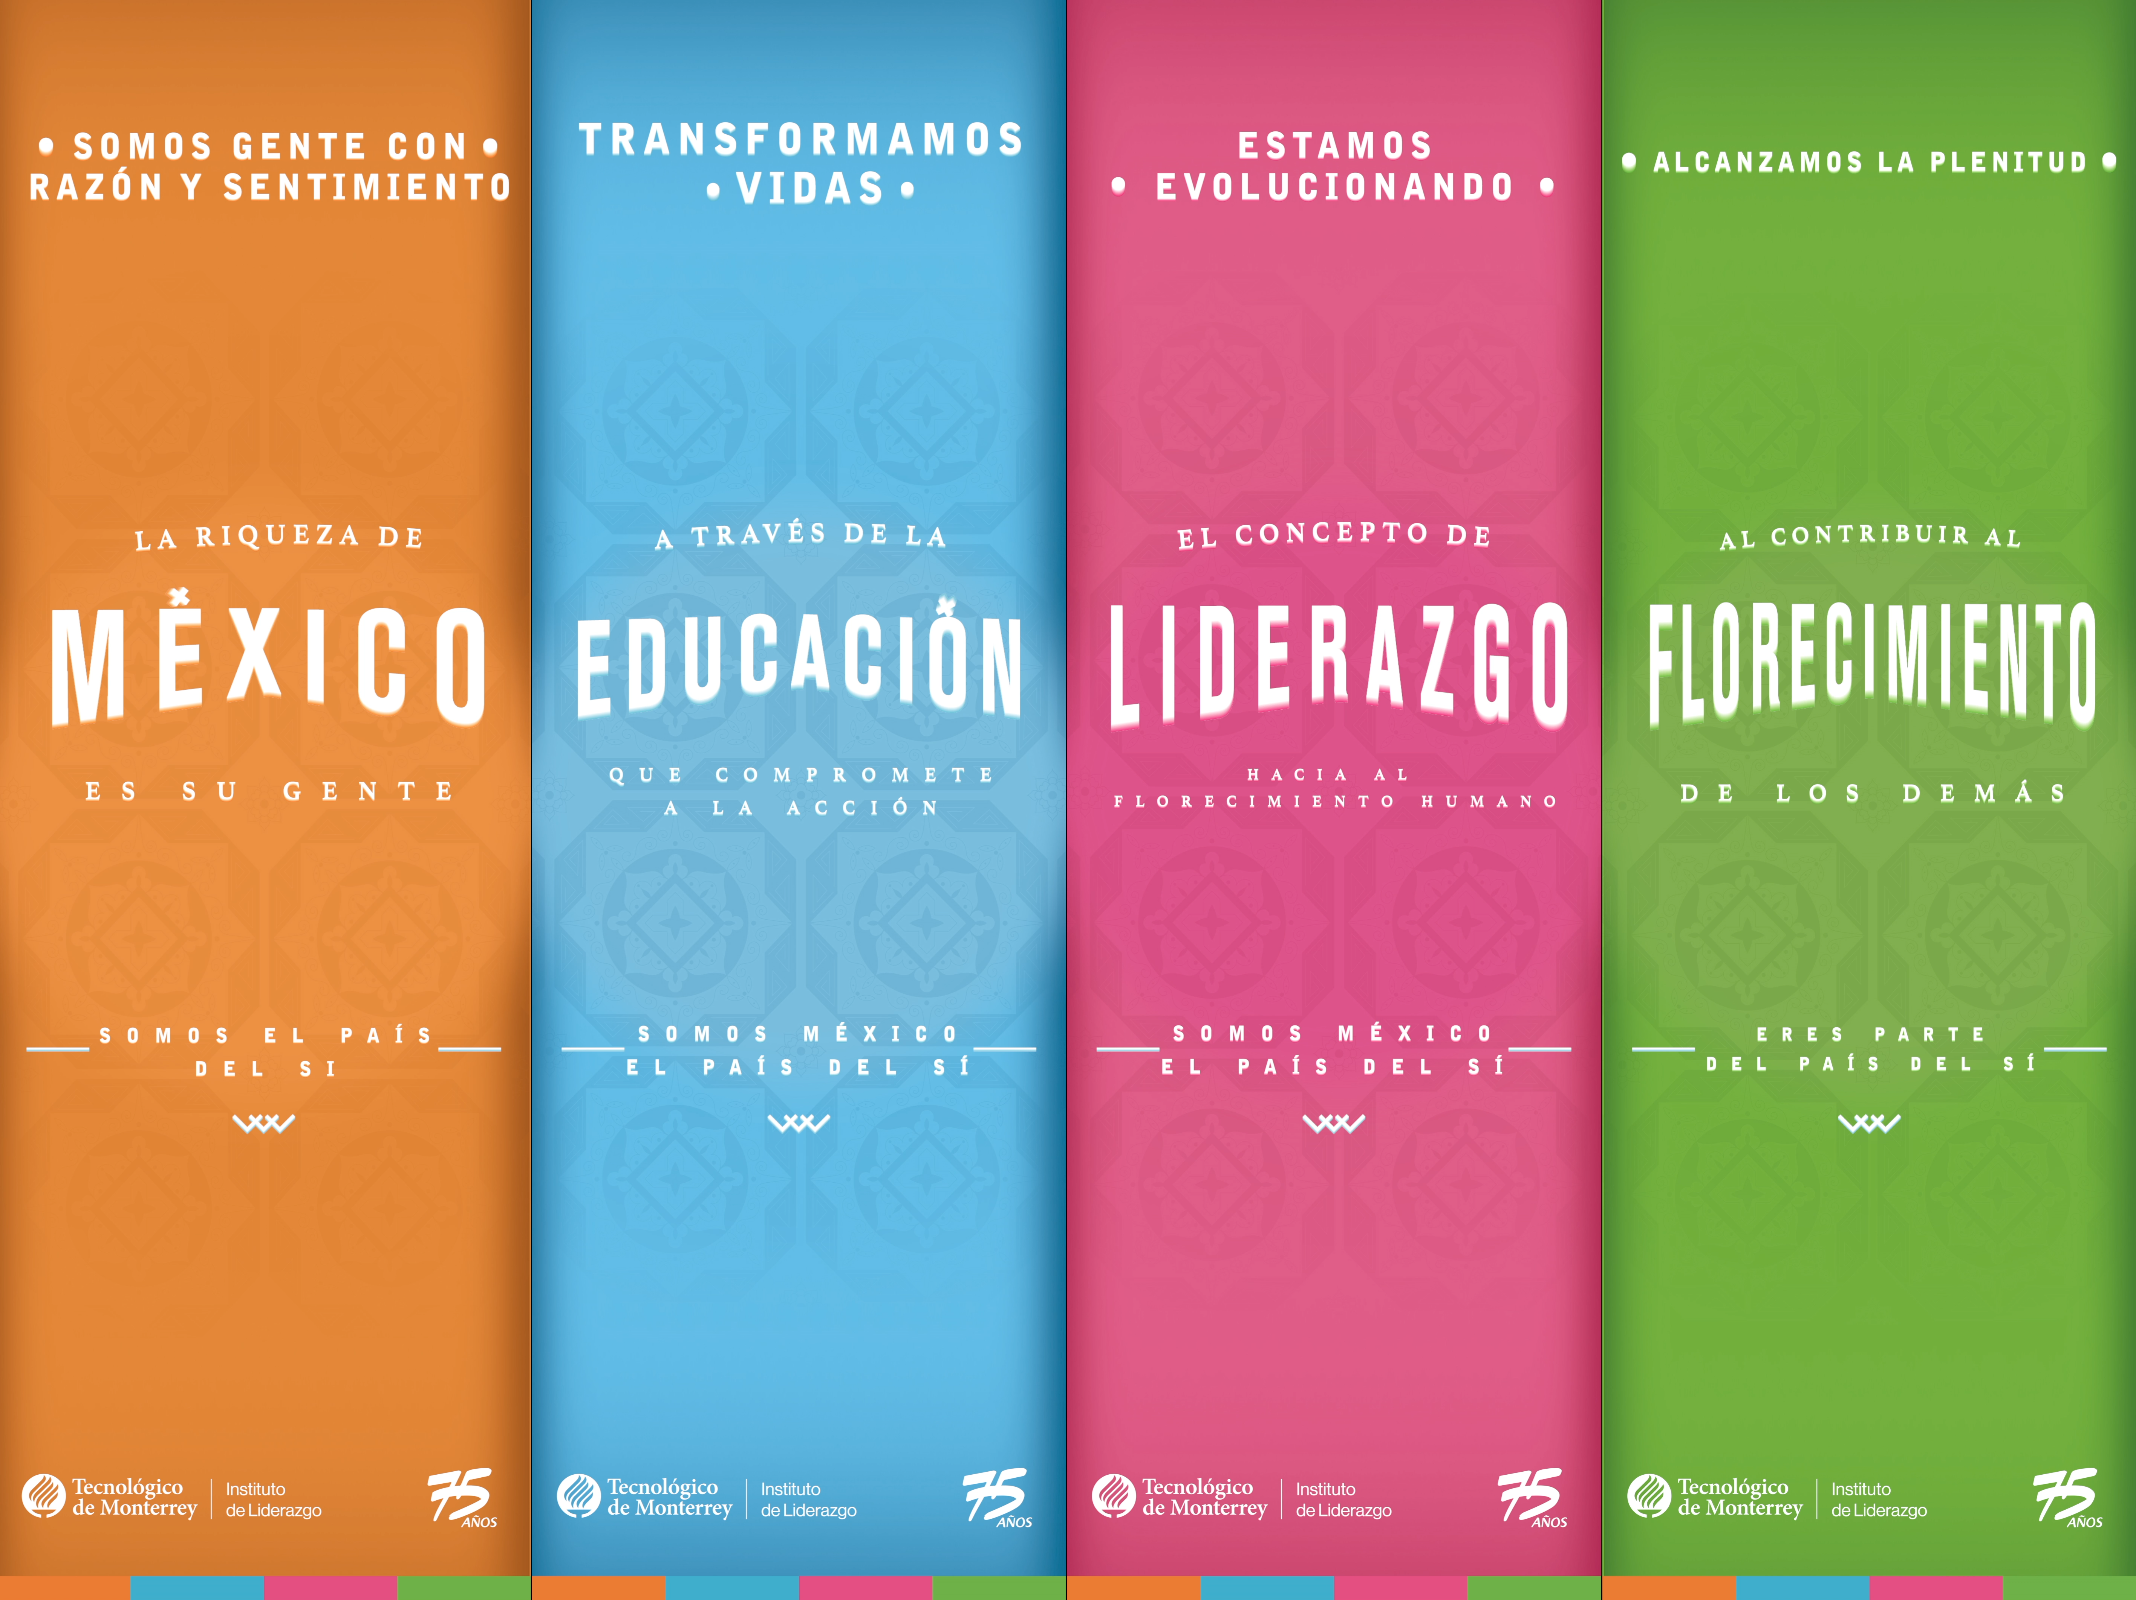 • SOMOS GENTE CON •
RAZÓN Y SENTIMIENTO
LA RIQUEZA DE
MÉXICO
ES SU GENTE
SOMOS EL PAÍS
DEL SI
Tecnológico
de Monterrey
Instituto
de Liderazgo
75
AÑOS
TRANSFORMAMOS
• VIDAS •
A TRAVÉS DE LA
EDUCACIÓN
QUE COMPROMETE
A LA ACCIÓN
SOMOS MÉXICO
EL PAÍS DEL SÍ
Tecnológico
de Monterrey
Instituto
de Liderazgo
75
AÑOS
ESTAMOS
• EVOLUCIONANDO •
EL CONCEPTO DE
LIDERAZGO
HACIA AL
FLORECIMIENTO HUMANO
SOMOS MÉXICO
EL PAÍS DEL SÍ
Tecnológico
de Monterrey
Instituto
de Liderazgo
75
AÑOS
• ALCANZAMOS LA PLENITUD •
AL CONTRIBUIR AL
FLORECIMIENTO
DE LOS DEMÁS
ERES PARTE
DEL PAÍS DEL SÍ
Tecnológico
de Monterrey
Instituto
de Liderazgo
75
AÑOS